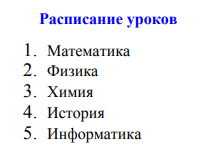 Расписание уроков
1. Математика
2. Физика
3. Химия
4. История
5. Информатика